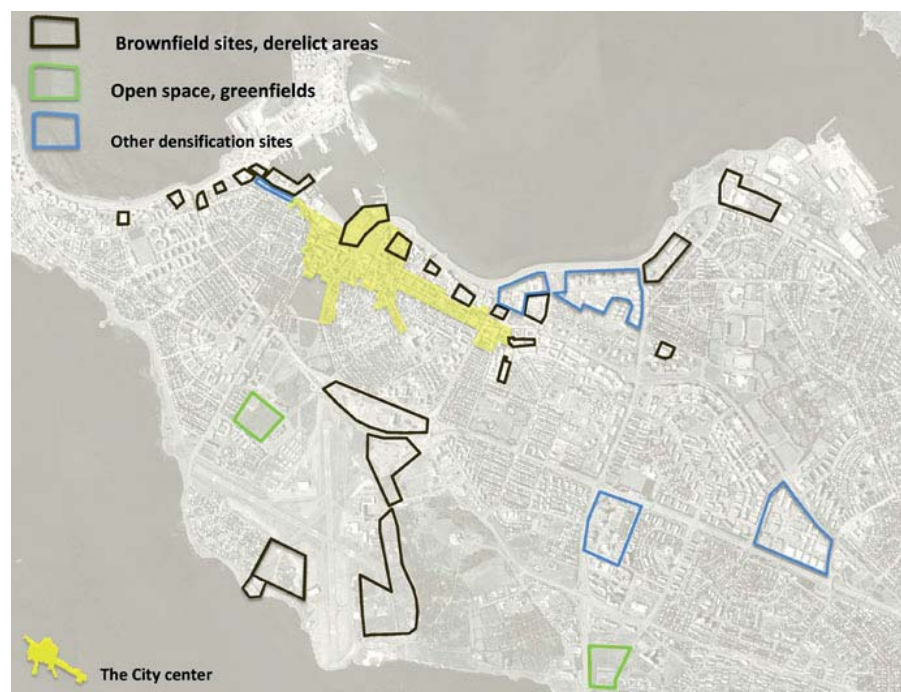 Brownfield sites, derelict areas
Open space, greenfields
Other densification sites
The City center